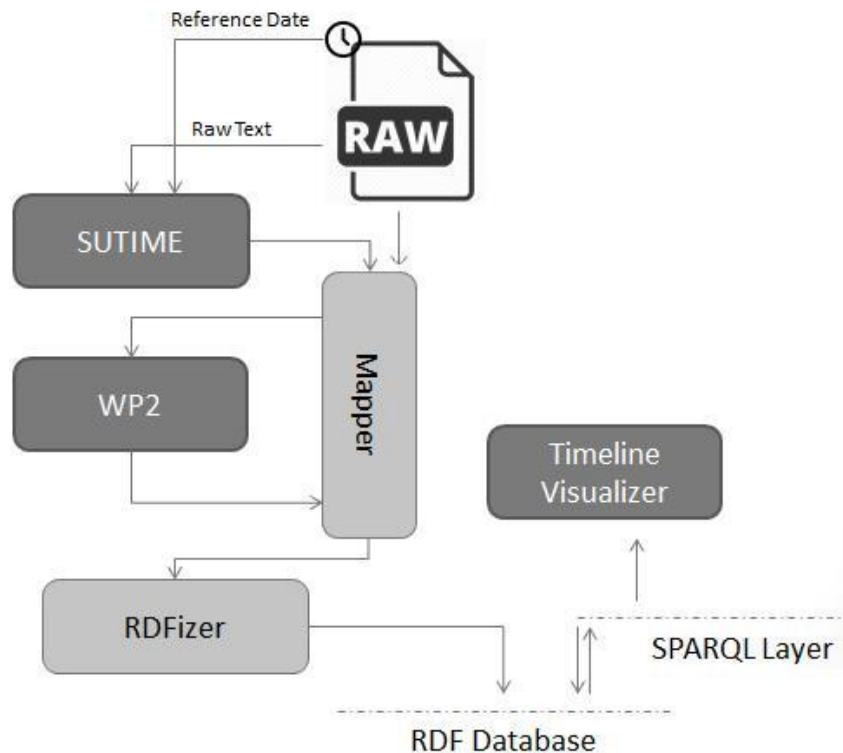 Reference Date
Raw Text
RAW
SUTIME
Mapper
WP2
Timeline
Visualizer
RDFizer
SPARQL Layer
RDF Database